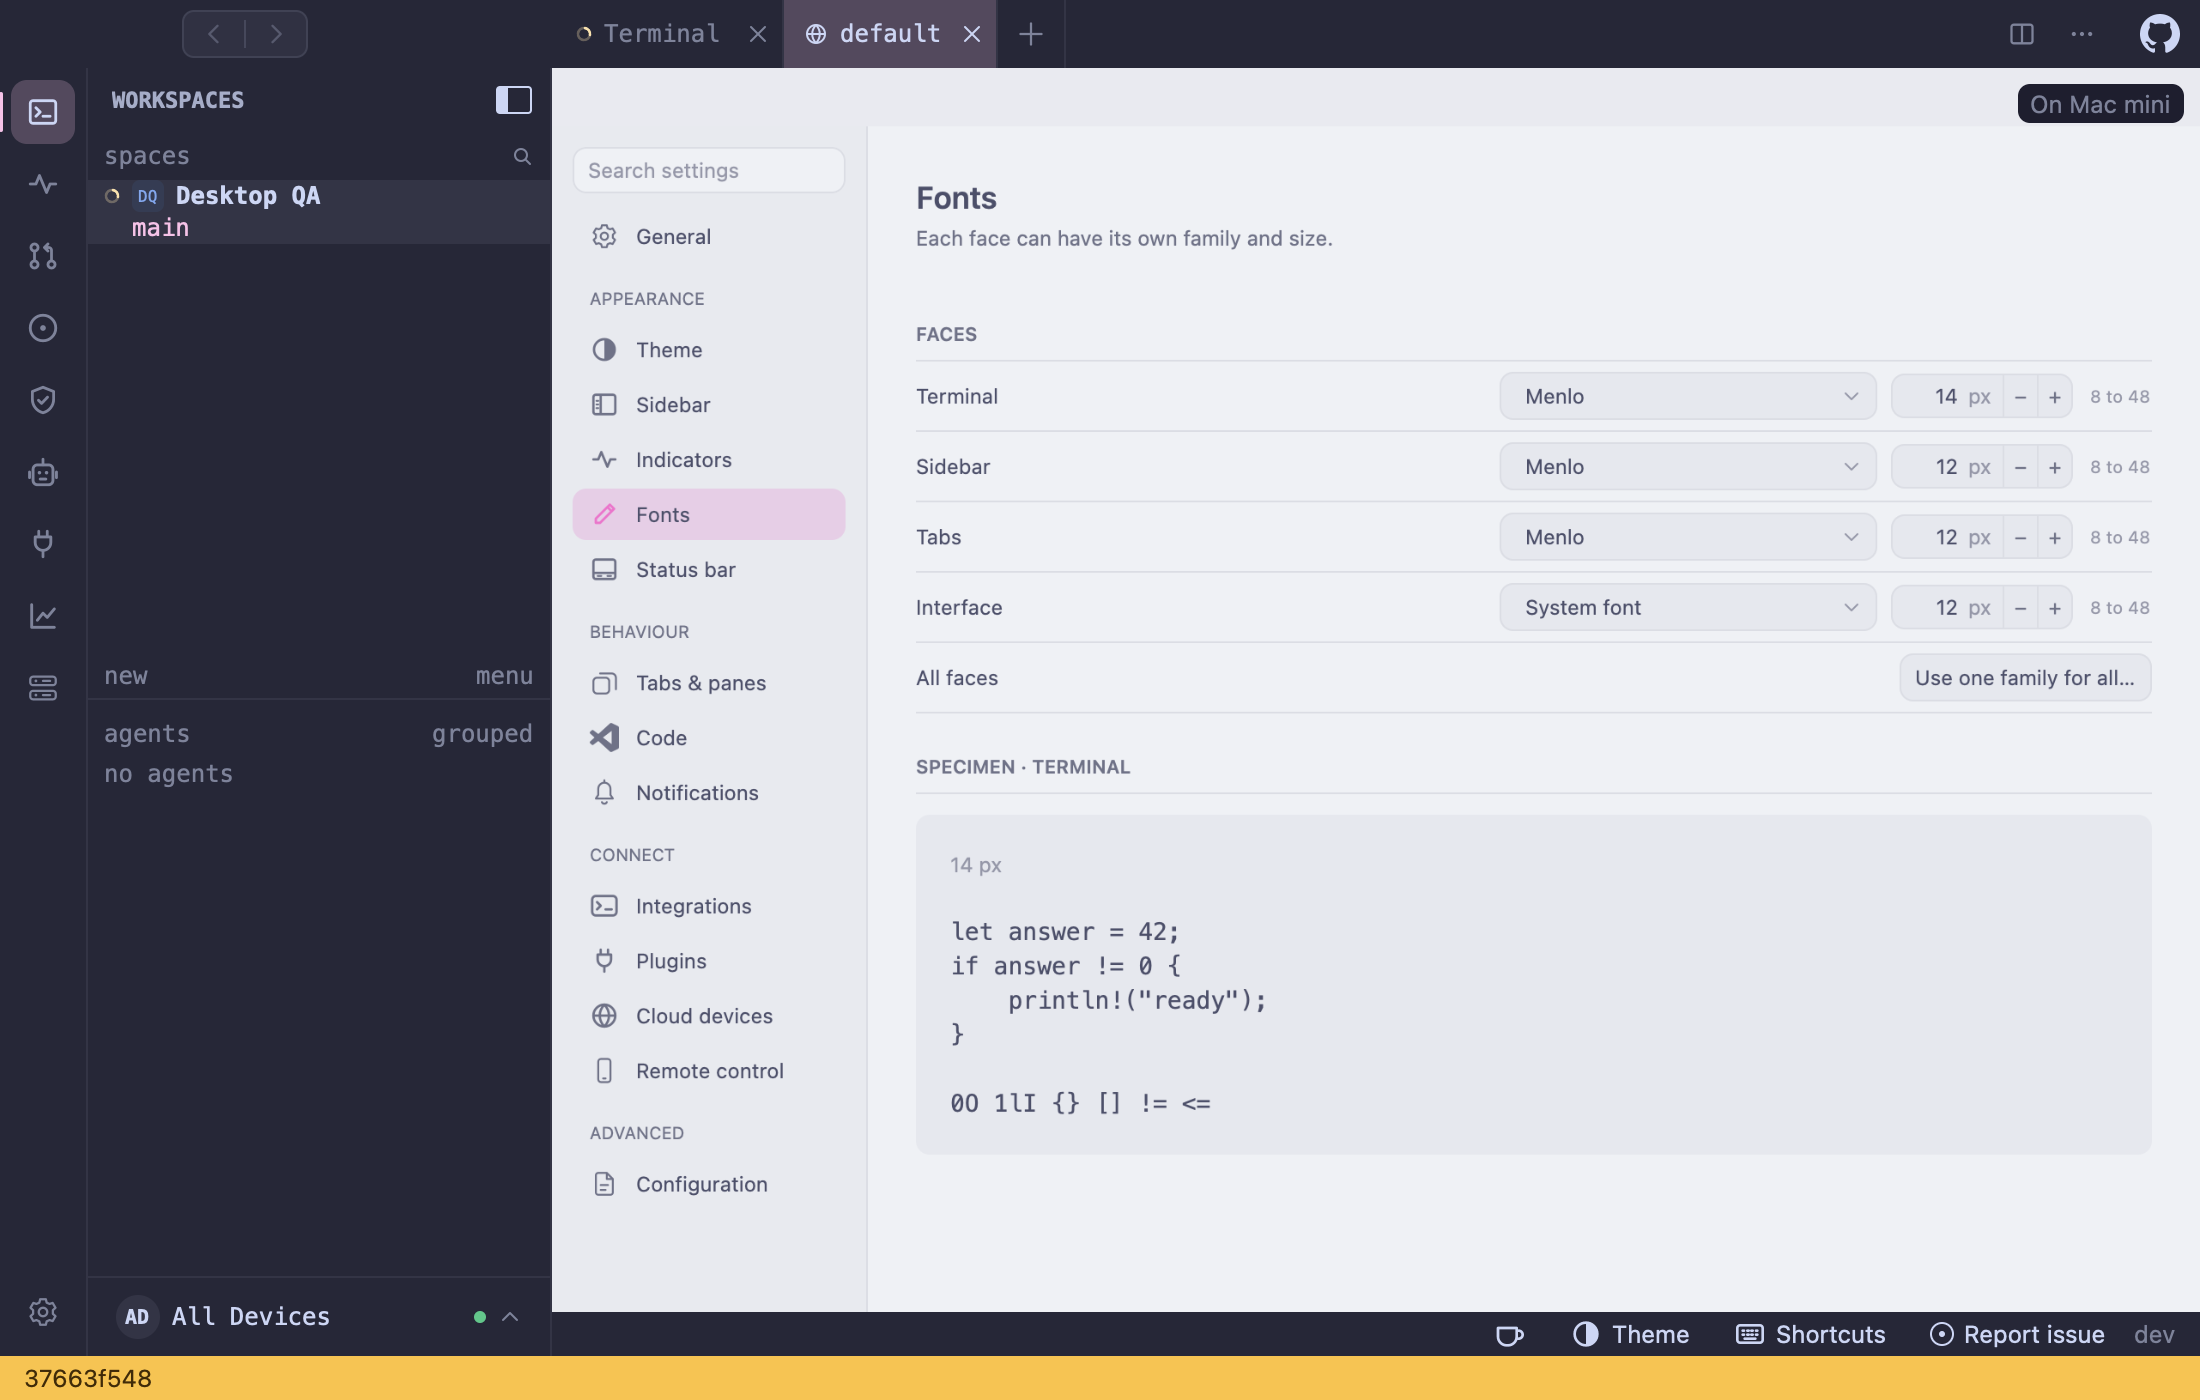 Terminal
default
On Mac mini
WORKSPACES
spaces
DQ Desktop QA
main
new menu
agents grouped
no agents
AD All Devices
Search settings
General
APPEARANCE
Theme
Sidebar
Indicators
Fonts
Status bar
BEHAVIOUR
Tabs & panes
Code
Notifications
CONNECT
Integrations
Plugins
Cloud devices
Remote control
ADVANCED
Configuration
Fonts
Each face can have its own family and size.
FACES
Terminal Menlo 14 px − + 8 to 48
Sidebar Menlo 12 px − + 8 to 48
Tabs Menlo 12 px − + 8 to 48
Interface System font 12 px − + 8 to 48
All faces Use one family for all...
SPECIMEN · TERMINAL
14 px
let answer = 42;
if answer != 0 {
    println!("ready");
}
0O 1lI {} [] != <=
Theme Shortcuts Report issue dev
37663f548